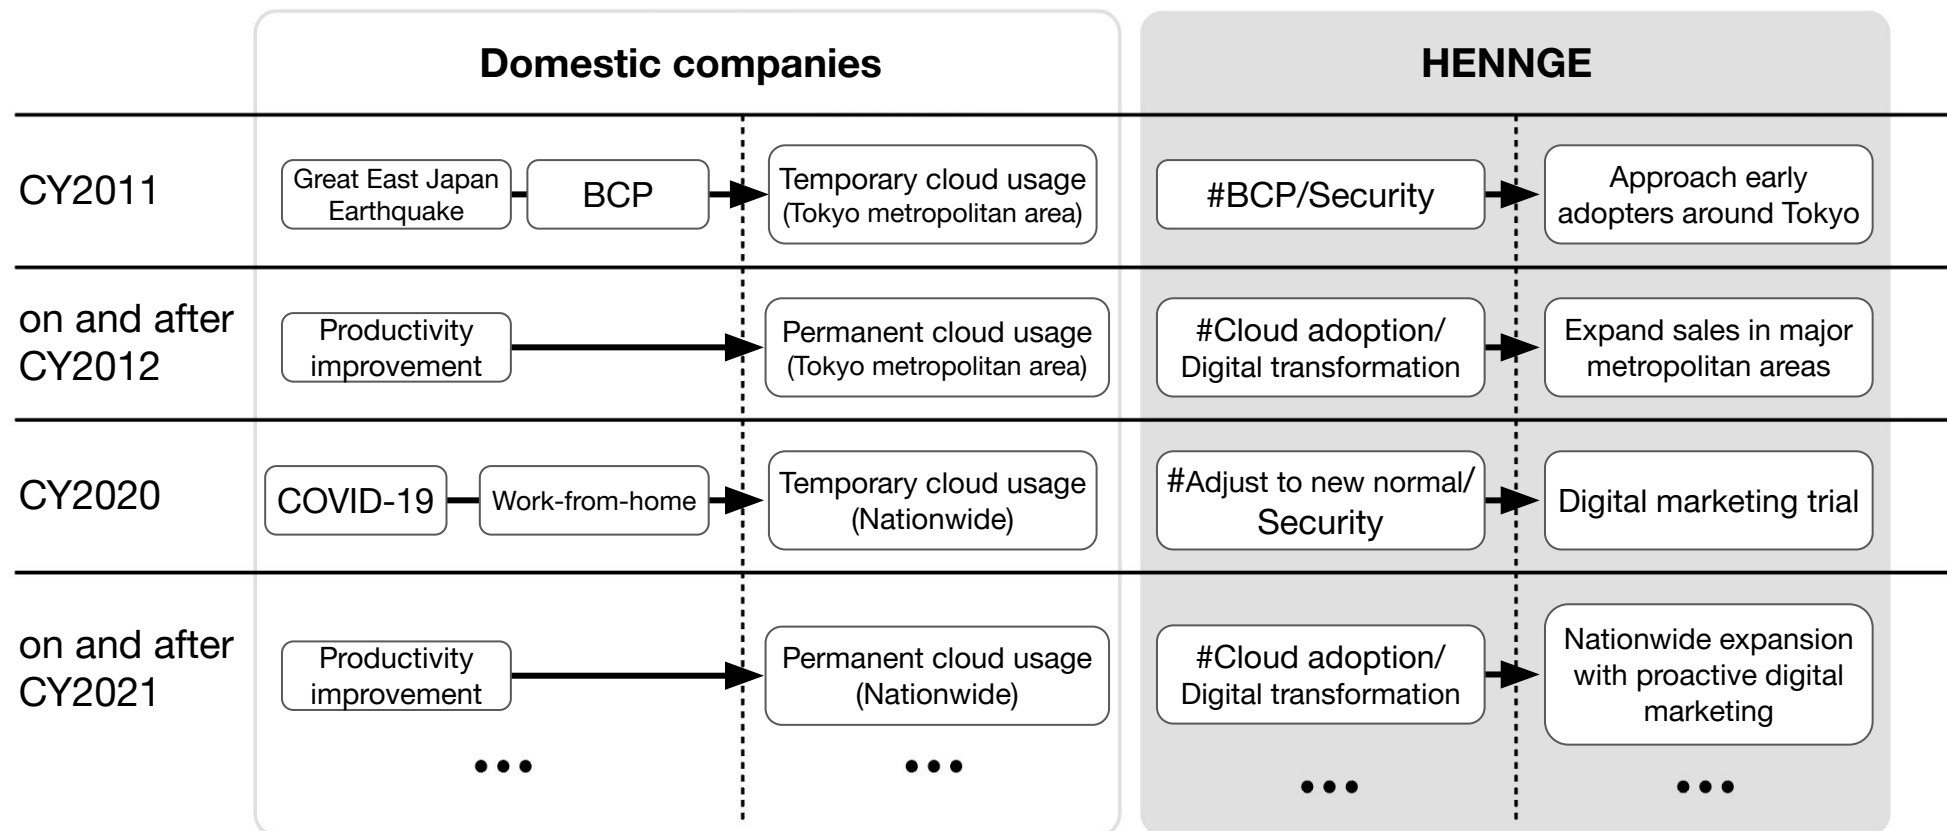 Domestic companies
HENNGE
CY2011
Great East Japan
Earthquake
BCP
Temporary cloud usage
(Tokyo metropolitan area)
#BCP/Security
Approach early
adopters around Tokyo
on and after
CY2012
Productivity
improvement
Permanent cloud usage
(Tokyo metropolitan area)
#Cloud adoption/
Digital transformation
Expand sales in major
metropolitan areas
CY2020
COVID-19
Work-from-home
Temporary cloud usage
(Nationwide)
#Adjust to new normal/
Security
Digital marketing trial
on and after
CY2021
Productivity
improvement
Permanent cloud usage
(Nationwide)
#Cloud adoption/
Digital transformation
Nationwide expansion
with proactive digital
marketing
•••
•••
•••
•••